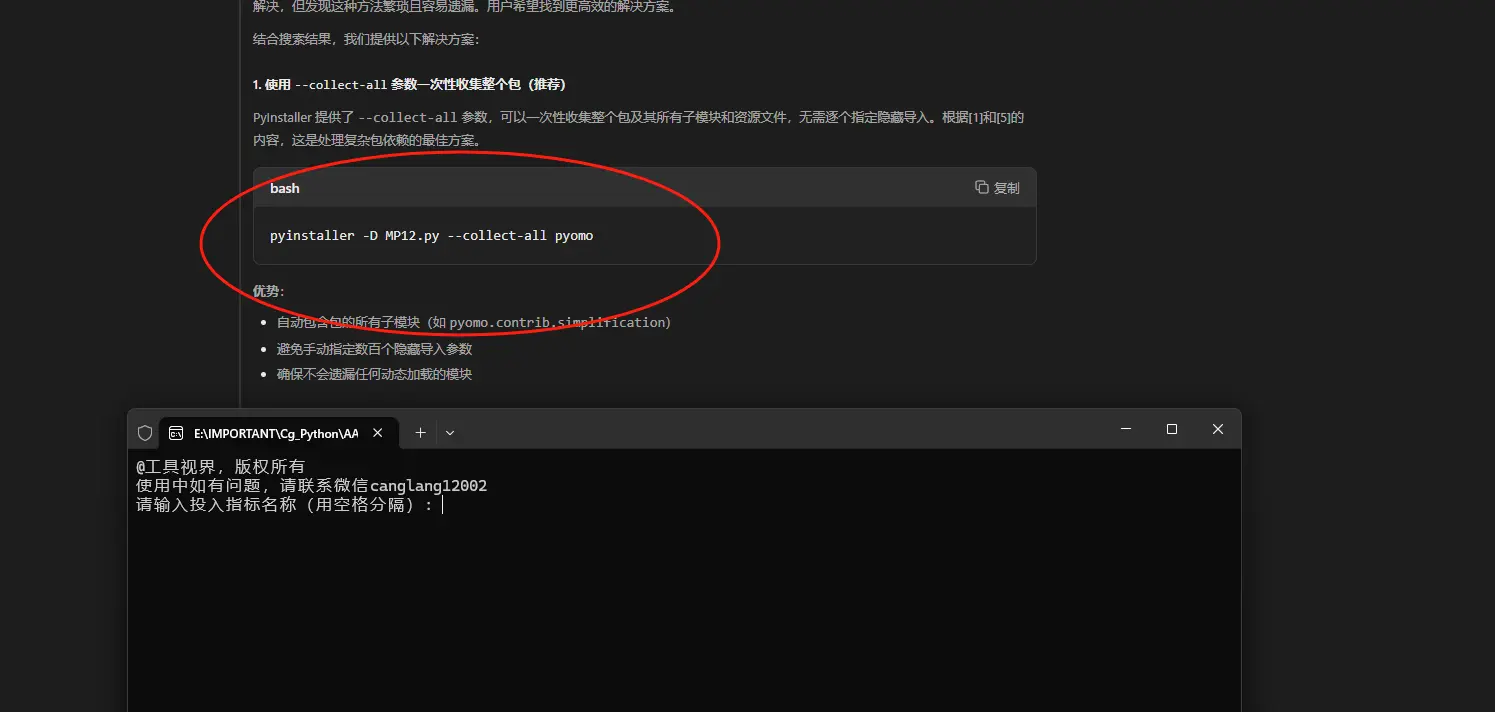 解决，但发现这种方法繁琐且容易遗漏。用户希望找到更高效的解决方案。
结合搜索结果，我们提供以下解决方案：
1. 使用 --collect-all 参数一次性收集整个包（推荐）
PyInstaller 提供了 --collect-all 参数，可以一次性收集整个包及其所有子模块和资源文件，无需逐个指定隐藏导入。根据[1]和[5]的
内容，这是处理复杂包依赖的最佳方案。
bash
复制
pyinstaller -D MP12.py --collect-all pyomo
优势：
自动包含包的所有子模块（如 pyomo.contrib.simplification）
避免手动指定数百个隐藏导入参数
确保不会遗漏任何动态加载的模块
E:\IMPORTANT\Cg_Python\AA
@工具视界，版权所有
使用中如有问题，请联系微信canglang12002
请输入投入指标名称（用空格分隔）：